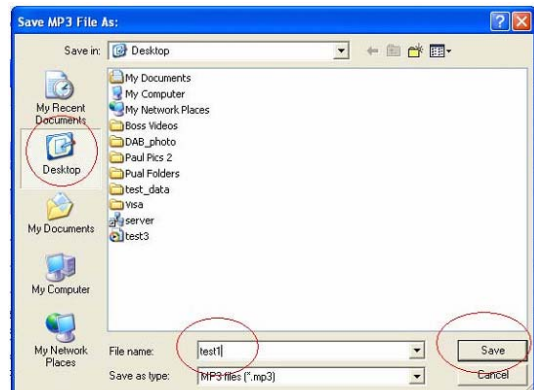 Save MP3 File As:
Save in: Desktop
My Recent
Documents
Desktop
My Documents
My Computer
My Network
Places
My Documents
My Computer
My Network Places
Boss Videos
DAB_photo
Paul Pics 2
Pual Folders
test_data
Visa
server
test3
File name: test1 Save
Save as type: MP3 files (*.mp3) Cancel